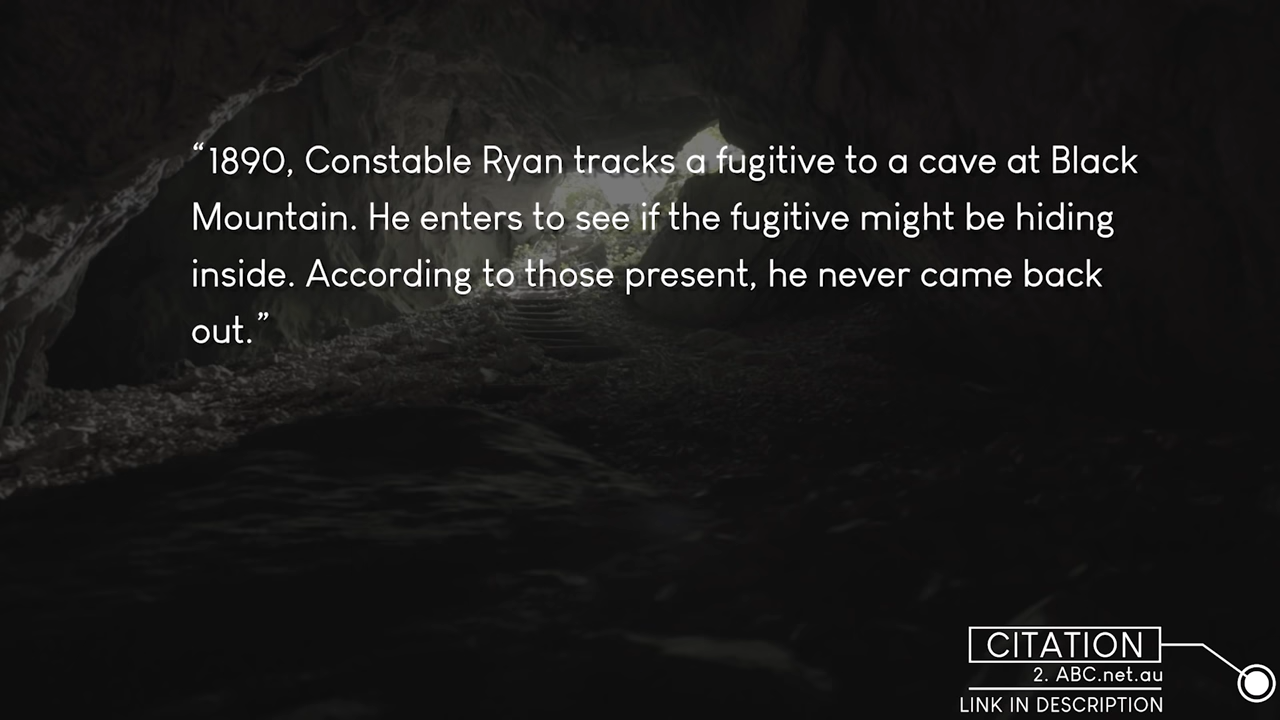 “1890, Constable Ryan tracks a fugitive to a cave at Black
Mountain. He enters to see if the fugitive might be hiding
inside. According to those present, he never came back
out.”
CITATION
2. ABC.net.au
LINK IN DESCRIPTION